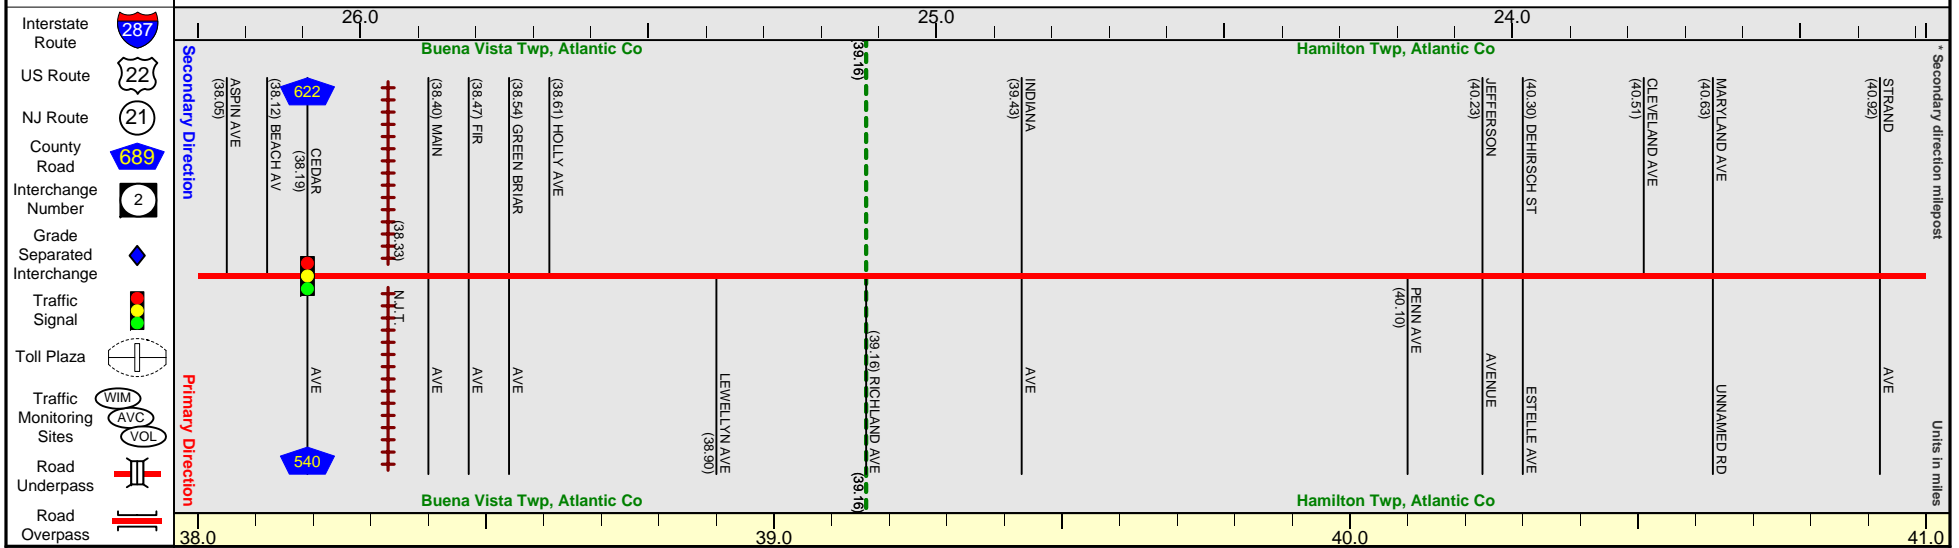 Interstate
Route
287
US Route
22
NJ Route
21
County
Road
689
Interchange
Number
2
Grade
Separated
Interchange
Traffic
Signal
Toll Plaza
Traffic
Monitoring
Sites
WIM
AVC
VOL
Road
Underpass
Road
Overpass
26.0
25.0
24.0
Secondary Direction
Primary Direction
Buena Vista Twp, Atlantic Co
Hamilton Twp, Atlantic Co
* Secondary direction milepost
Units in miles
ASPIN AVE
(38.05)
(38.12) BEACH AV
622
CEDAR
(38.19)
AVE
540
(38.33)
N.J.T.
(38.40) MAIN
AVE
(38.47) FIR
AVE
(38.54) GREEN BRIAR
AVE
(38.61) HOLLY AVE
LEWELLYN AVE
(38.90)
(39.16)
(39.16) RICHLAND AVE
(39.16)
INDIANA
(39.43)
AVE
PENN AVE
(40.10)
JEFFERSON
(40.23)
AVENUE
(40.30) DEHIRSCH ST
ESTELLE AVE
CLEVELAND AVE
(40.51)
MARYLAND AVE
(40.63)
UNNAMED RD
STRAND
(40.92)
AVE
Buena Vista Twp, Atlantic Co
Hamilton Twp, Atlantic Co
38.0
39.0
40.0
41.0